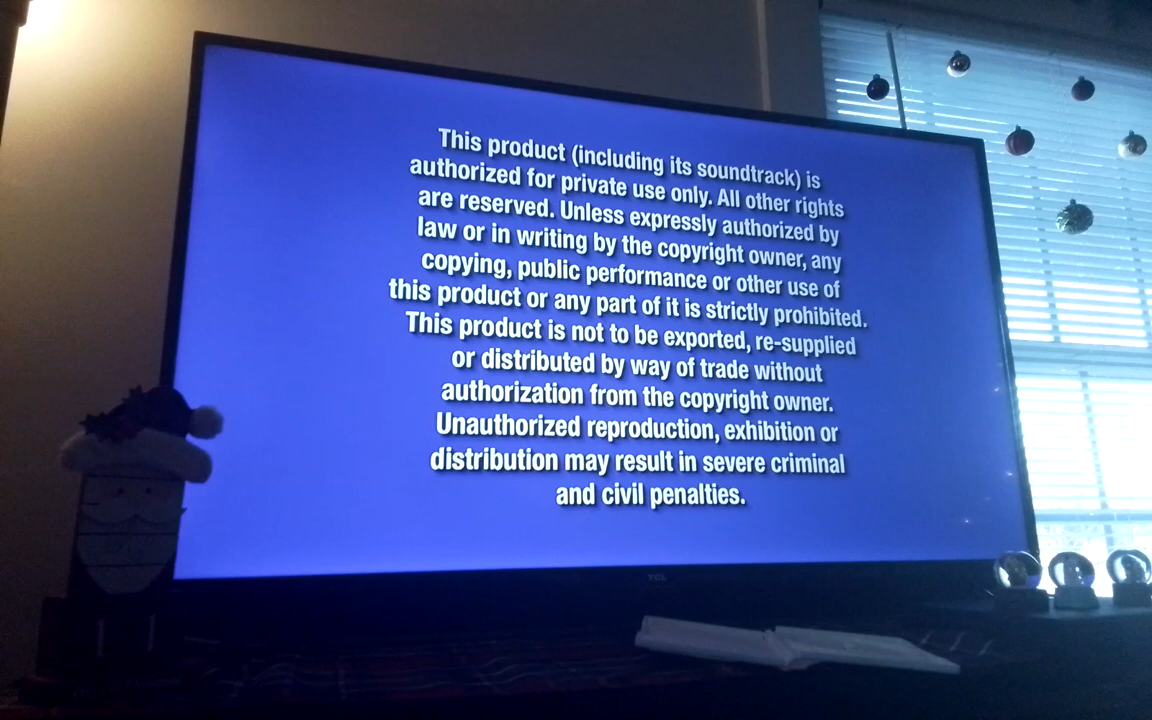 This product (including its soundtrack) is
authorized for private use only. All other rights
are reserved. Unless expressly authorized by
law or in writing by the copyright owner, any
copying, public performance or other use of
this product or any part of it is strictly prohibited.
This product is not to be exported, re-supplied
or distributed by way of trade without
authorization from the copyright owner.
Unauthorized reproduction, exhibition or
distribution may result in severe criminal
and civil penalties.
TCL